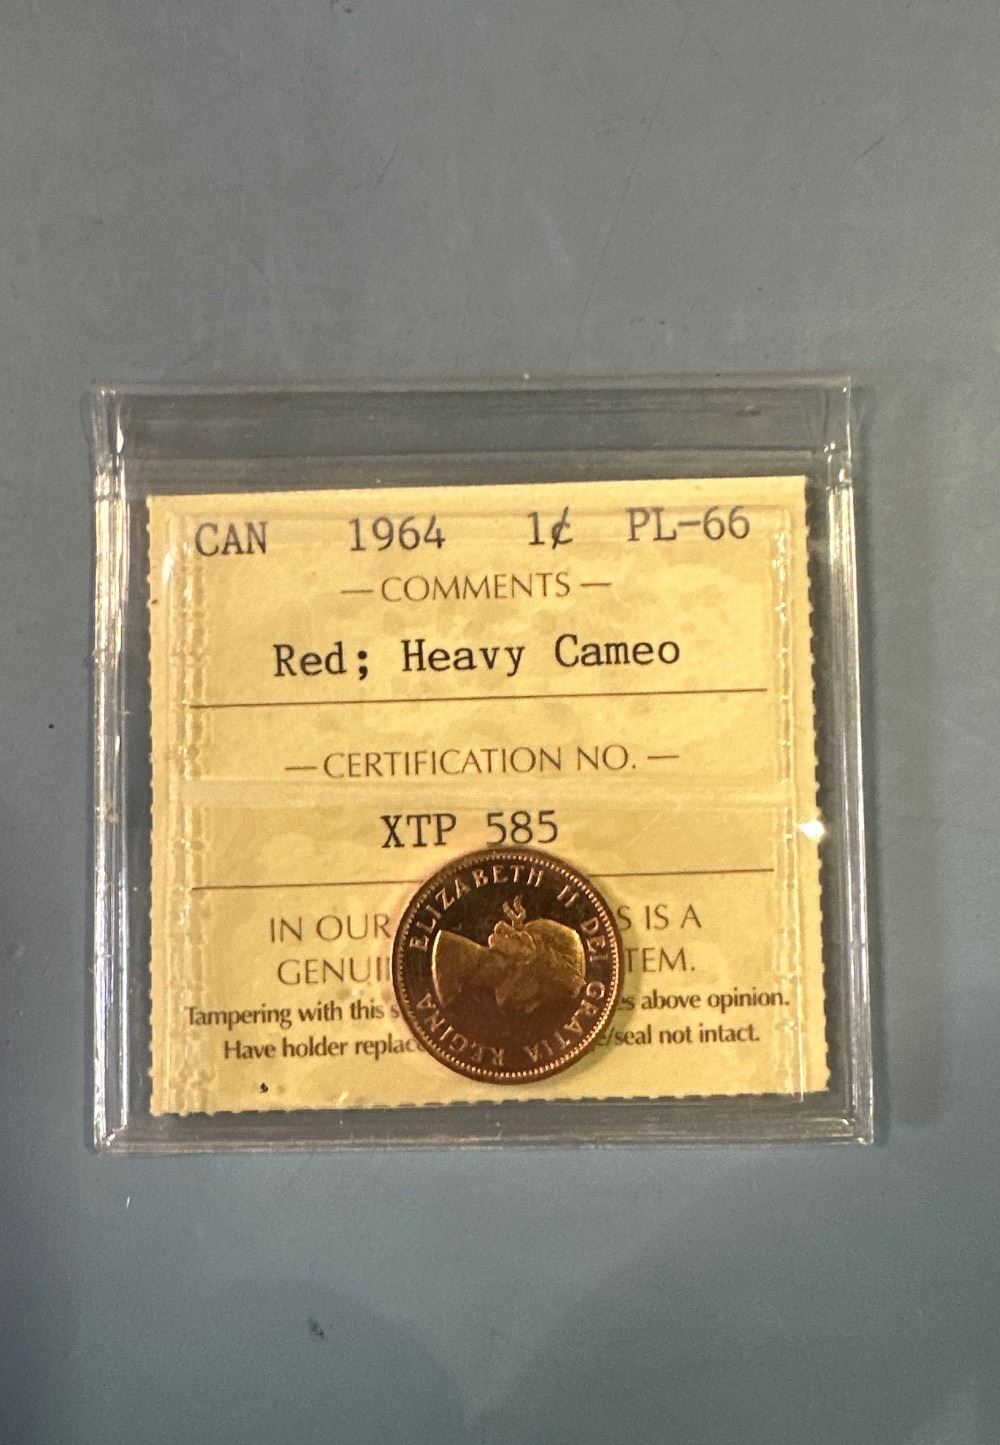 CAN 1964 1¢ PL-66
— COMMENTS —
Red; Heavy Cameo
— CERTIFICATION NO. —
XTP 585
IN OUR S IS A
GENUI TEM.
Tampering with this s es above opinion.
Have holder replac e/seal not intact.
ELIZABETH II DEI GRATIA REGINA